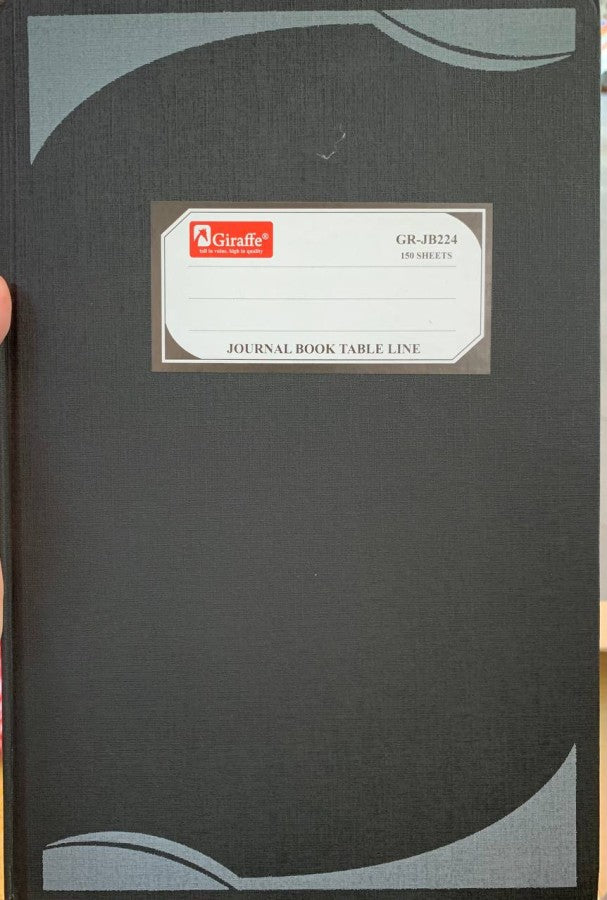 Giraffe®
tall in value, high in quality
GR-JB224
150 SHEETS
JOURNAL BOOK TABLE LINE